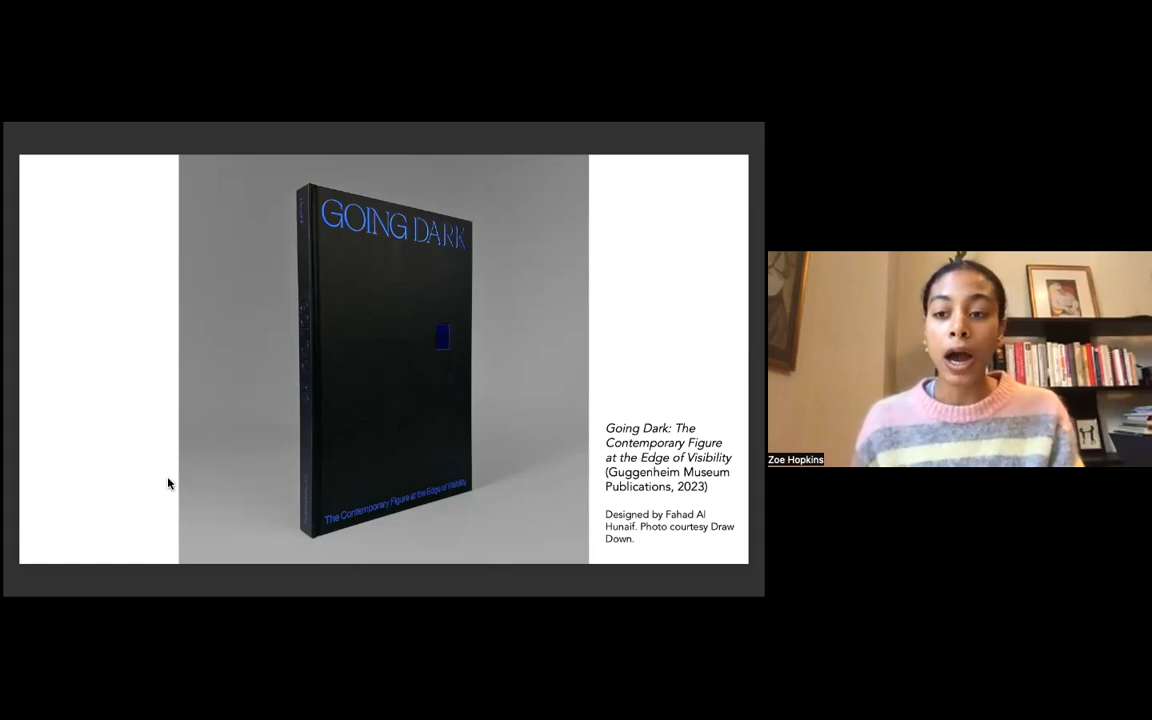 GOING DARK
The Contemporary Figure at the Edge of Visibility
Going Dark: The
Contemporary Figure
at the Edge of Visibility
(Guggenheim Museum
Publications, 2023)
Designed by Fahad Al
Hunaif. Photo courtesy Draw
Down.
Zoe Hopkins